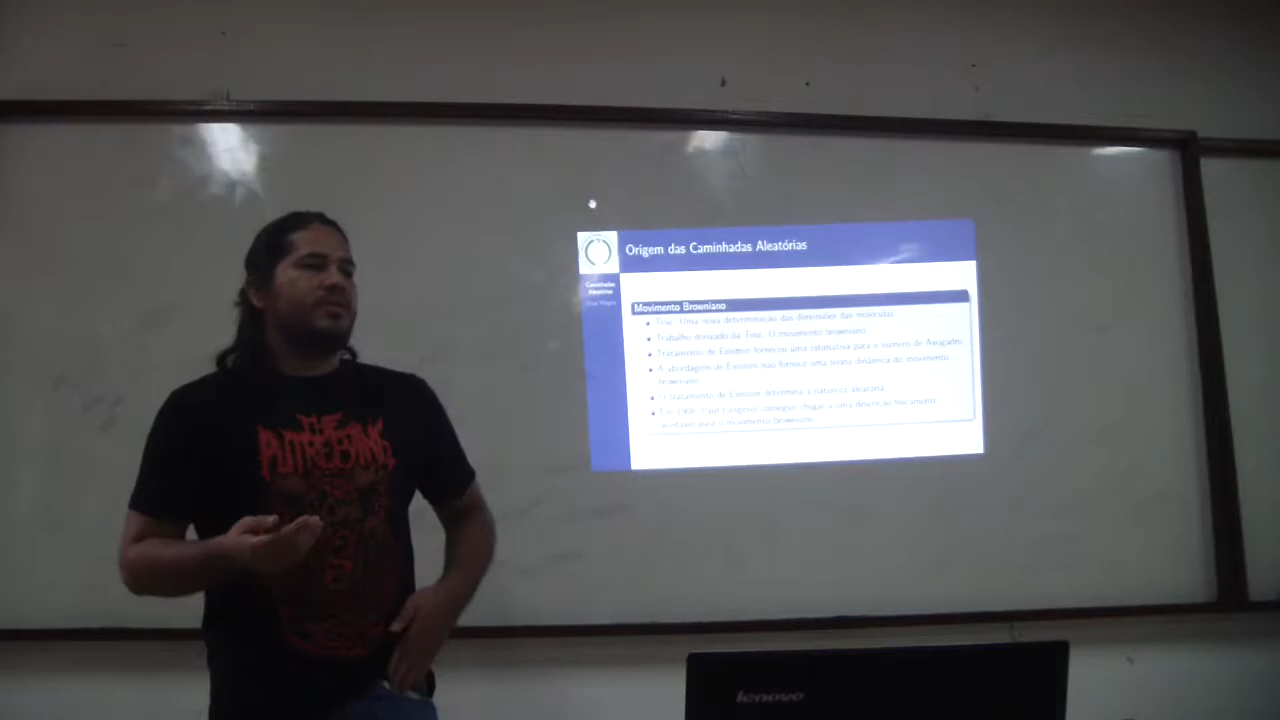 Origem das Caminhadas Aleatórias
Caminhadas
Aleatórias
Movimento Browniano
Tese: Uma nova determinação das dimensões das moléculas.
Trabalho derivado da Tese: O movimento browniano
Tratamento de Einstein forneceu uma estimativa para o número de Avogadro
A abordagem de Einstein não fornece uma teoria dinâmica do movimento
browniano
O tratamento de Einstein determina a natureza aleatória
Em 1908, Paul Langevin consegue chegar a uma descrição
para o movimento browniano
THE
lenovo